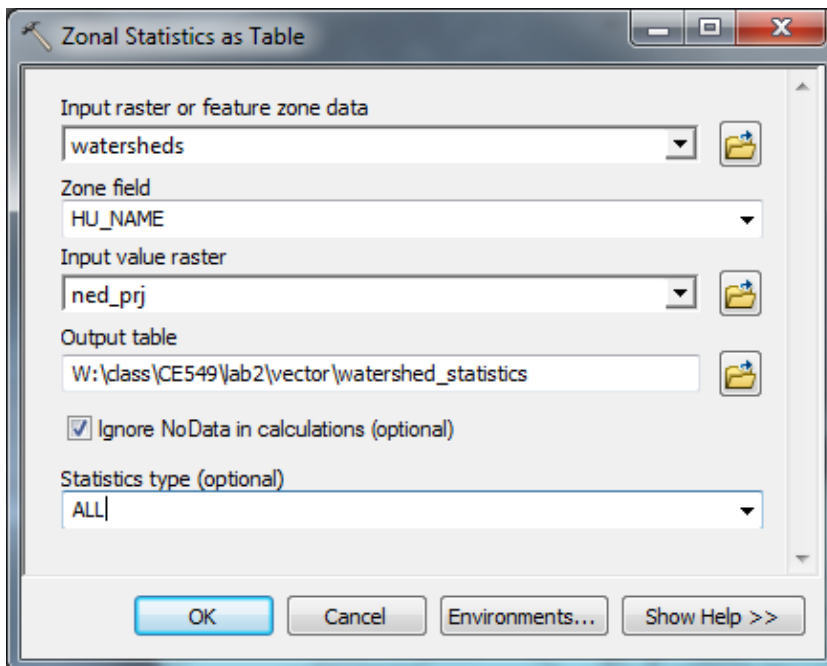 Zonal Statistics as Table
Input raster or feature zone data
watersheds
Zone field
HU_NAME
Input value raster
ned_prj
Output table
W:\class\CE549\lab2\vector\watershed_statistics
Ignore NoData in calculations (optional)
Statistics type (optional)
ALL
OK Cancel Environments... Show Help >>